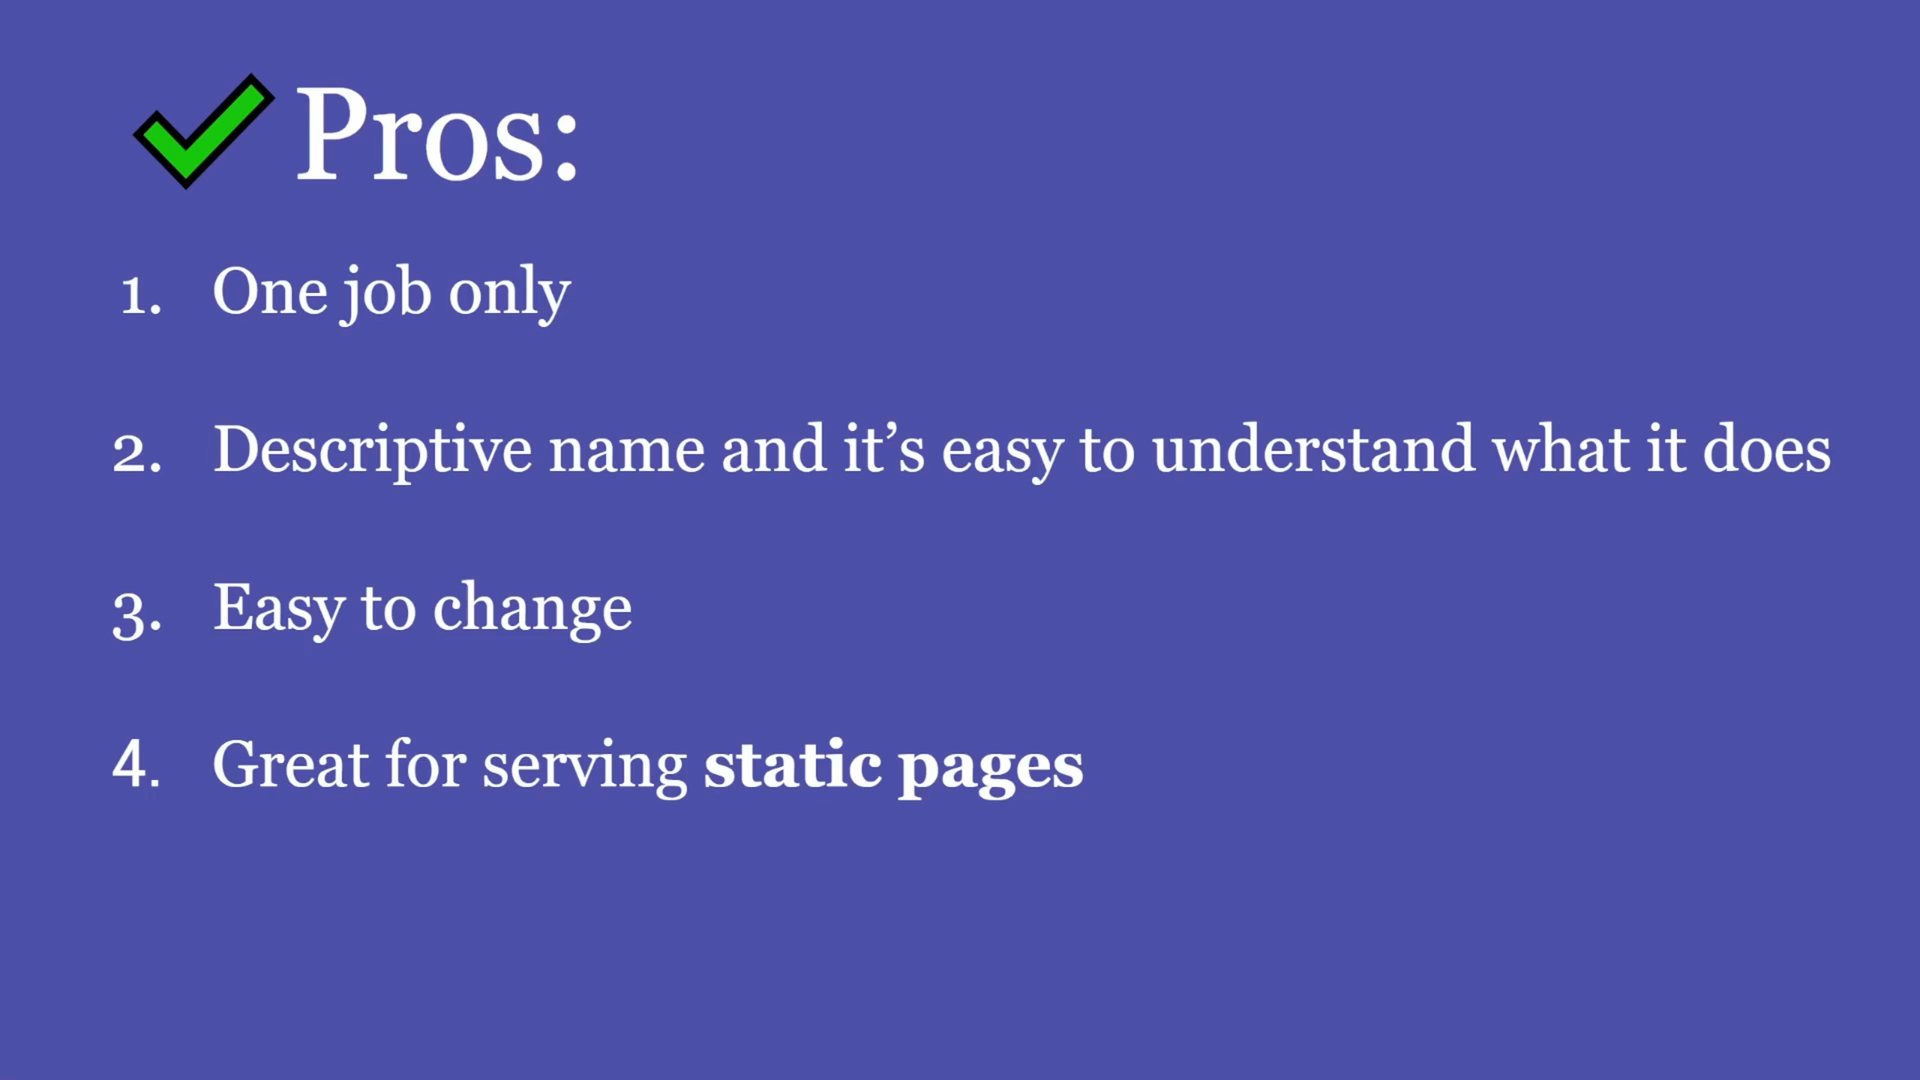 Pros:
1. One job only
2. Descriptive name and it’s easy to understand what it does
3. Easy to change
4. Great for serving static pages